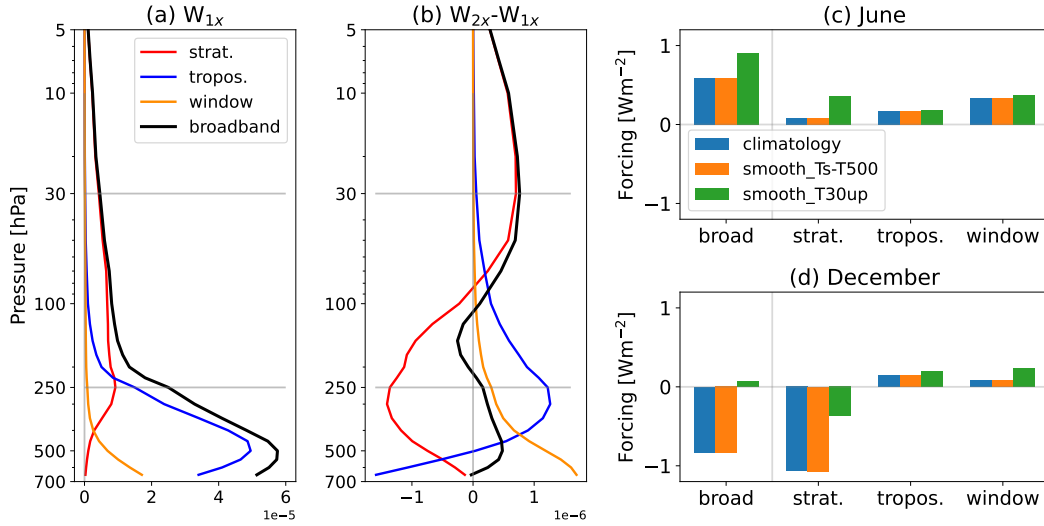 (a) W1x
(b) W2x-W1x
(c) June
Pressure [hPa]
5
10
30
100
250
500
700
strat.
tropos.
window
broadband
0
2
4
6
1e-5
5
10
30
100
250
500
700
−1
0
1
1e-6
Forcing [Wm−2]
1
0
−1
climatology
smooth_Ts-T500
smooth_T30up
broad
strat.
tropos.
window
(d) December
Forcing [Wm−2]
1
0
−1
broad
strat.
tropos.
window